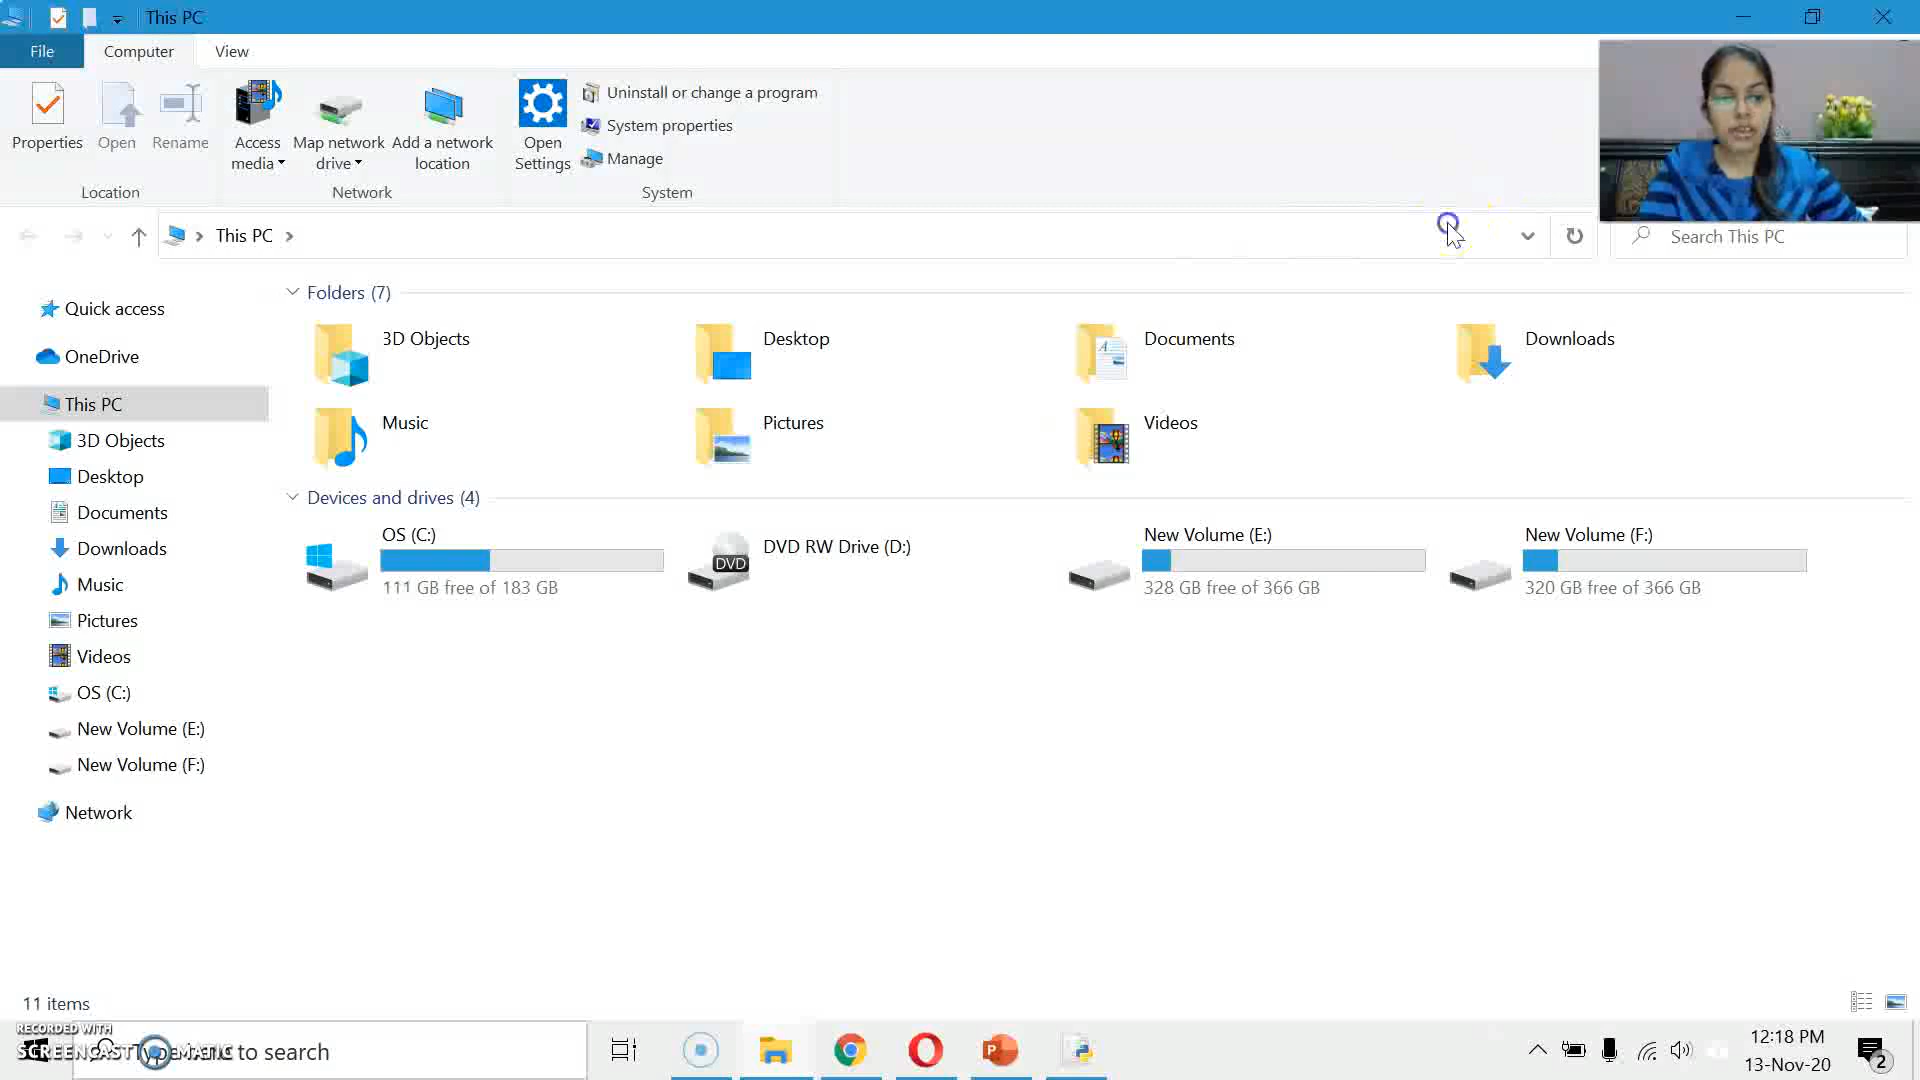 This PC
File
Computer
View
Properties
Open
Rename
Access
media
Map network
drive
Add a network
location
Open
Settings
Uninstall or change a program
System properties
Manage
Location
Network
System
This PC
Search This PC
Quick access
OneDrive
This PC
3D Objects
Desktop
Documents
Downloads
Music
Pictures
Videos
OS (C:)
New Volume (E:)
New Volume (F:)
Network
Folders (7)
3D Objects
Desktop
Documents
Downloads
Music
Pictures
Videos
Devices and drives (4)
OS (C:)
111 GB free of 183 GB
DVD
DVD RW Drive (D:)
New Volume (E:)
328 GB free of 366 GB
New Volume (F:)
320 GB free of 366 GB
11 items
RECORDED WITH
SCREENCAST MATIC
Type here to search
12:18 PM
13-Nov-20
2